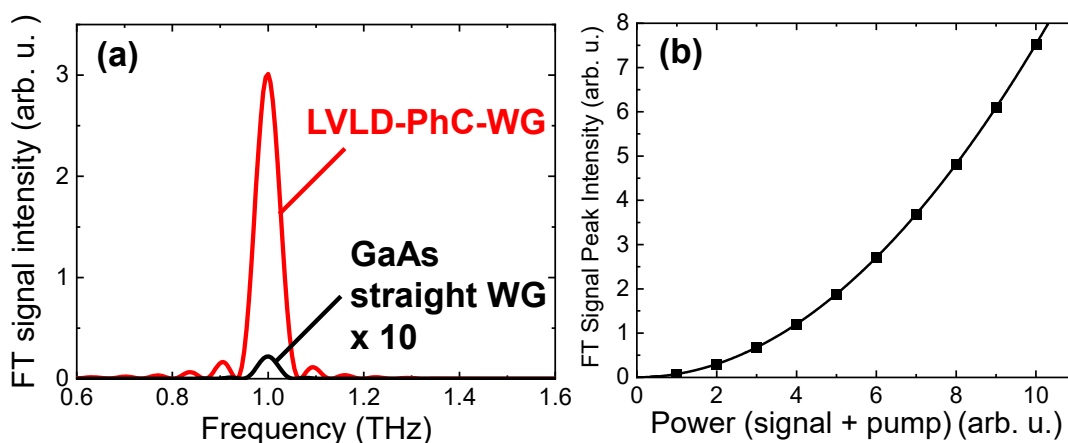 (a)
FT signal intensity (arb. u. )
3
2
1
0
LVLD-PhC-WG
GaAs
straight WG
x 10
0.6 0.8 1.0 1.2 1.4 1.6
Frequency (THz)
(b)
FT Signal Peak Intensity (arb. u.)
8
7
6
5
4
3
2
1
0
0 2 4 6 8 10
Power (signal + pump) (arb. u.)